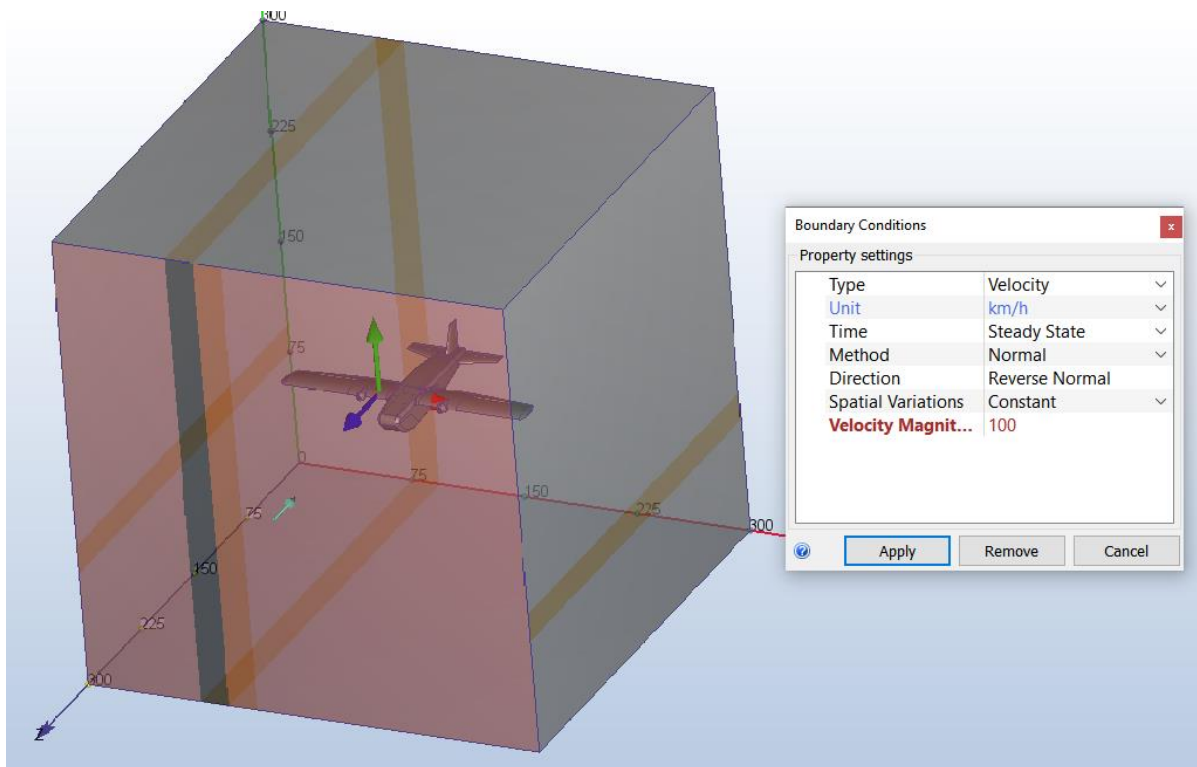 300
225
150
75
0
75
150
225
300
75
150
225
300
Z
Boundary Conditions
x
Property settings
Type Velocity
Unit km/h
Time Steady State
Method Normal
Direction Reverse Normal
Spatial Variations Constant
Velocity Magnit... 100
?
Apply Remove Cancel